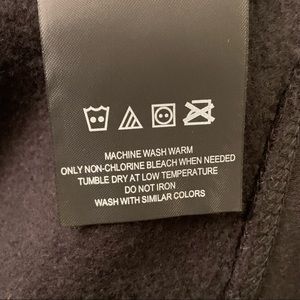 MACHINE WASH WARM
ONLY NON-CHLORINE BLEACH WHEN NEEDED
TUMBLE DRY AT LOW TEMPERATURE
DO NOT IRON
WASH WITH SIMILAR COLORS